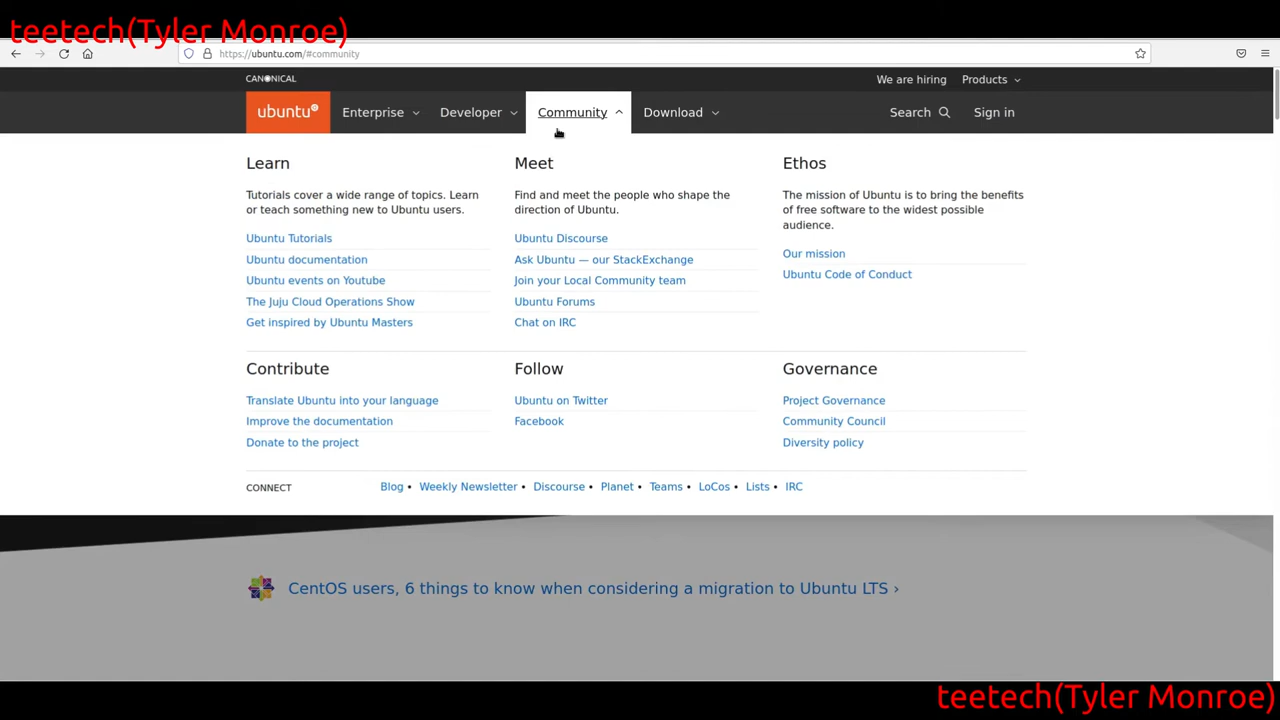 teetech(Tyler Monroe)
https://ubuntu.com/#community
CANONICAL
We are hiring Products
ubuntu Enterprise Developer Community Download Search Sign in
Learn
Tutorials cover a wide range of topics. Learn
or teach something new to Ubuntu users.
Ubuntu Tutorials
Ubuntu documentation
Ubuntu events on Youtube
The Juju Cloud Operations Show
Get inspired by Ubuntu Masters
Meet
Find and meet the people who shape the
direction of Ubuntu.
Ubuntu Discourse
Ask Ubuntu — our StackExchange
Join your Local Community team
Ubuntu Forums
Chat on IRC
Ethos
The mission of Ubuntu is to bring the benefits
of free software to the widest possible
audience.
Our mission
Ubuntu Code of Conduct
Contribute
Translate Ubuntu into your language
Improve the documentation
Donate to the project
Follow
Ubuntu on Twitter
Facebook
Governance
Project Governance
Community Council
Diversity policy
CONNECT Blog • Weekly Newsletter • Discourse • Planet • Teams • LoCos • Lists • IRC
CentOS users, 6 things to know when considering a migration to Ubuntu LTS ›
teetech(Tyler Monroe)